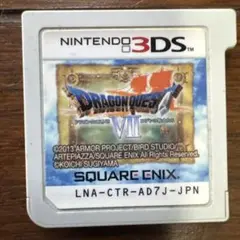 NINTENDO 3DS
DRAGON QUEST
VII
©2013 ARMOR PROJECT/BIRD STUDIO/
ARTEPIAZZA/SQUARE ENIX All Rights Reserved.
©KOICHI SUGIYAMA
SQUARE ENIX
LNA-CTR-AD7J-JPN